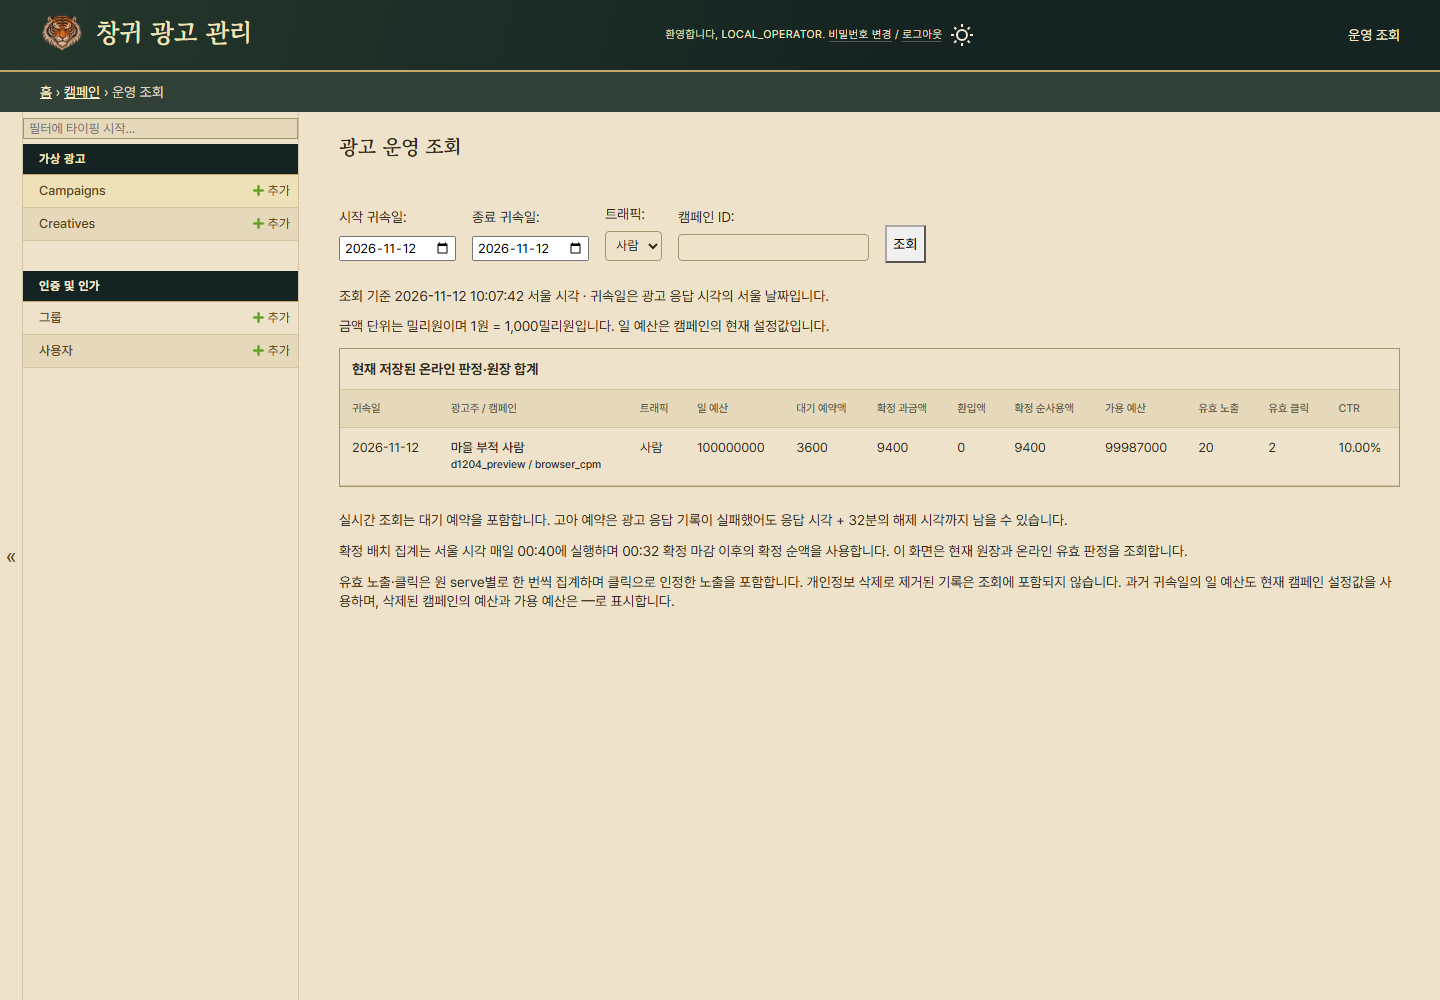 창귀 광고 관리
환영합니다, LOCAL_OPERATOR. 비밀번호 변경 / 로그아웃
운영 조회
홈 › 캠페인 › 운영 조회
필터에 타이핑 시작...
가상 광고
Campaigns 추가
Creatives 추가
인증 및 인가
그룹 추가
사용자 추가
«
광고 운영 조회
시작 귀속일: 종료 귀속일: 트래픽: 캠페인 ID:
2026-11-12 2026-11-12 사람 조회
조회 기준 2026-11-12 10:07:42 서울 시각 · 귀속일은 광고 응답 시각의 서울 날짜입니다.
금액 단위는 밀리원이며 1원 = 1,000밀리원입니다. 일 예산은 캠페인의 현재 설정값입니다.
현재 저장된 온라인 판정·원장 합계
귀속일 광고주 / 캠페인 트래픽 일 예산 대기 예약액 확정 과금액 환입액 확정 순사용액 가용 예산 유효 노출 유효 클릭 CTR
2026-11-12 마을 부적 사람 사람 100000000 3600 9400 0 9400 99987000 20 2 10.00%
d1204_preview / browser_cpm
실시간 조회는 대기 예약을 포함합니다. 고아 예약은 광고 응답 기록이 실패했어도 응답 시각 + 32분의 해제 시각까지 남을 수 있습니다.
확정 배치 집계는 서울 시각 매일 00:40에 실행하며 00:32 확정 마감 이후의 확정 순액을 사용합니다. 이 화면은 현재 원장과 온라인 유효 판정을 조회합니다.
유효 노출·클릭은 원 serve별로 한 번씩 집계하며 클릭으로 인정한 노출을 포함합니다. 개인정보 삭제로 제거된 기록은 조회에 포함되지 않습니다. 과거 귀속일의 일 예산도 현재 캠페인 설정값을 사
용하며, 삭제된 캠페인의 예산과 가용 예산은 —로 표시합니다.